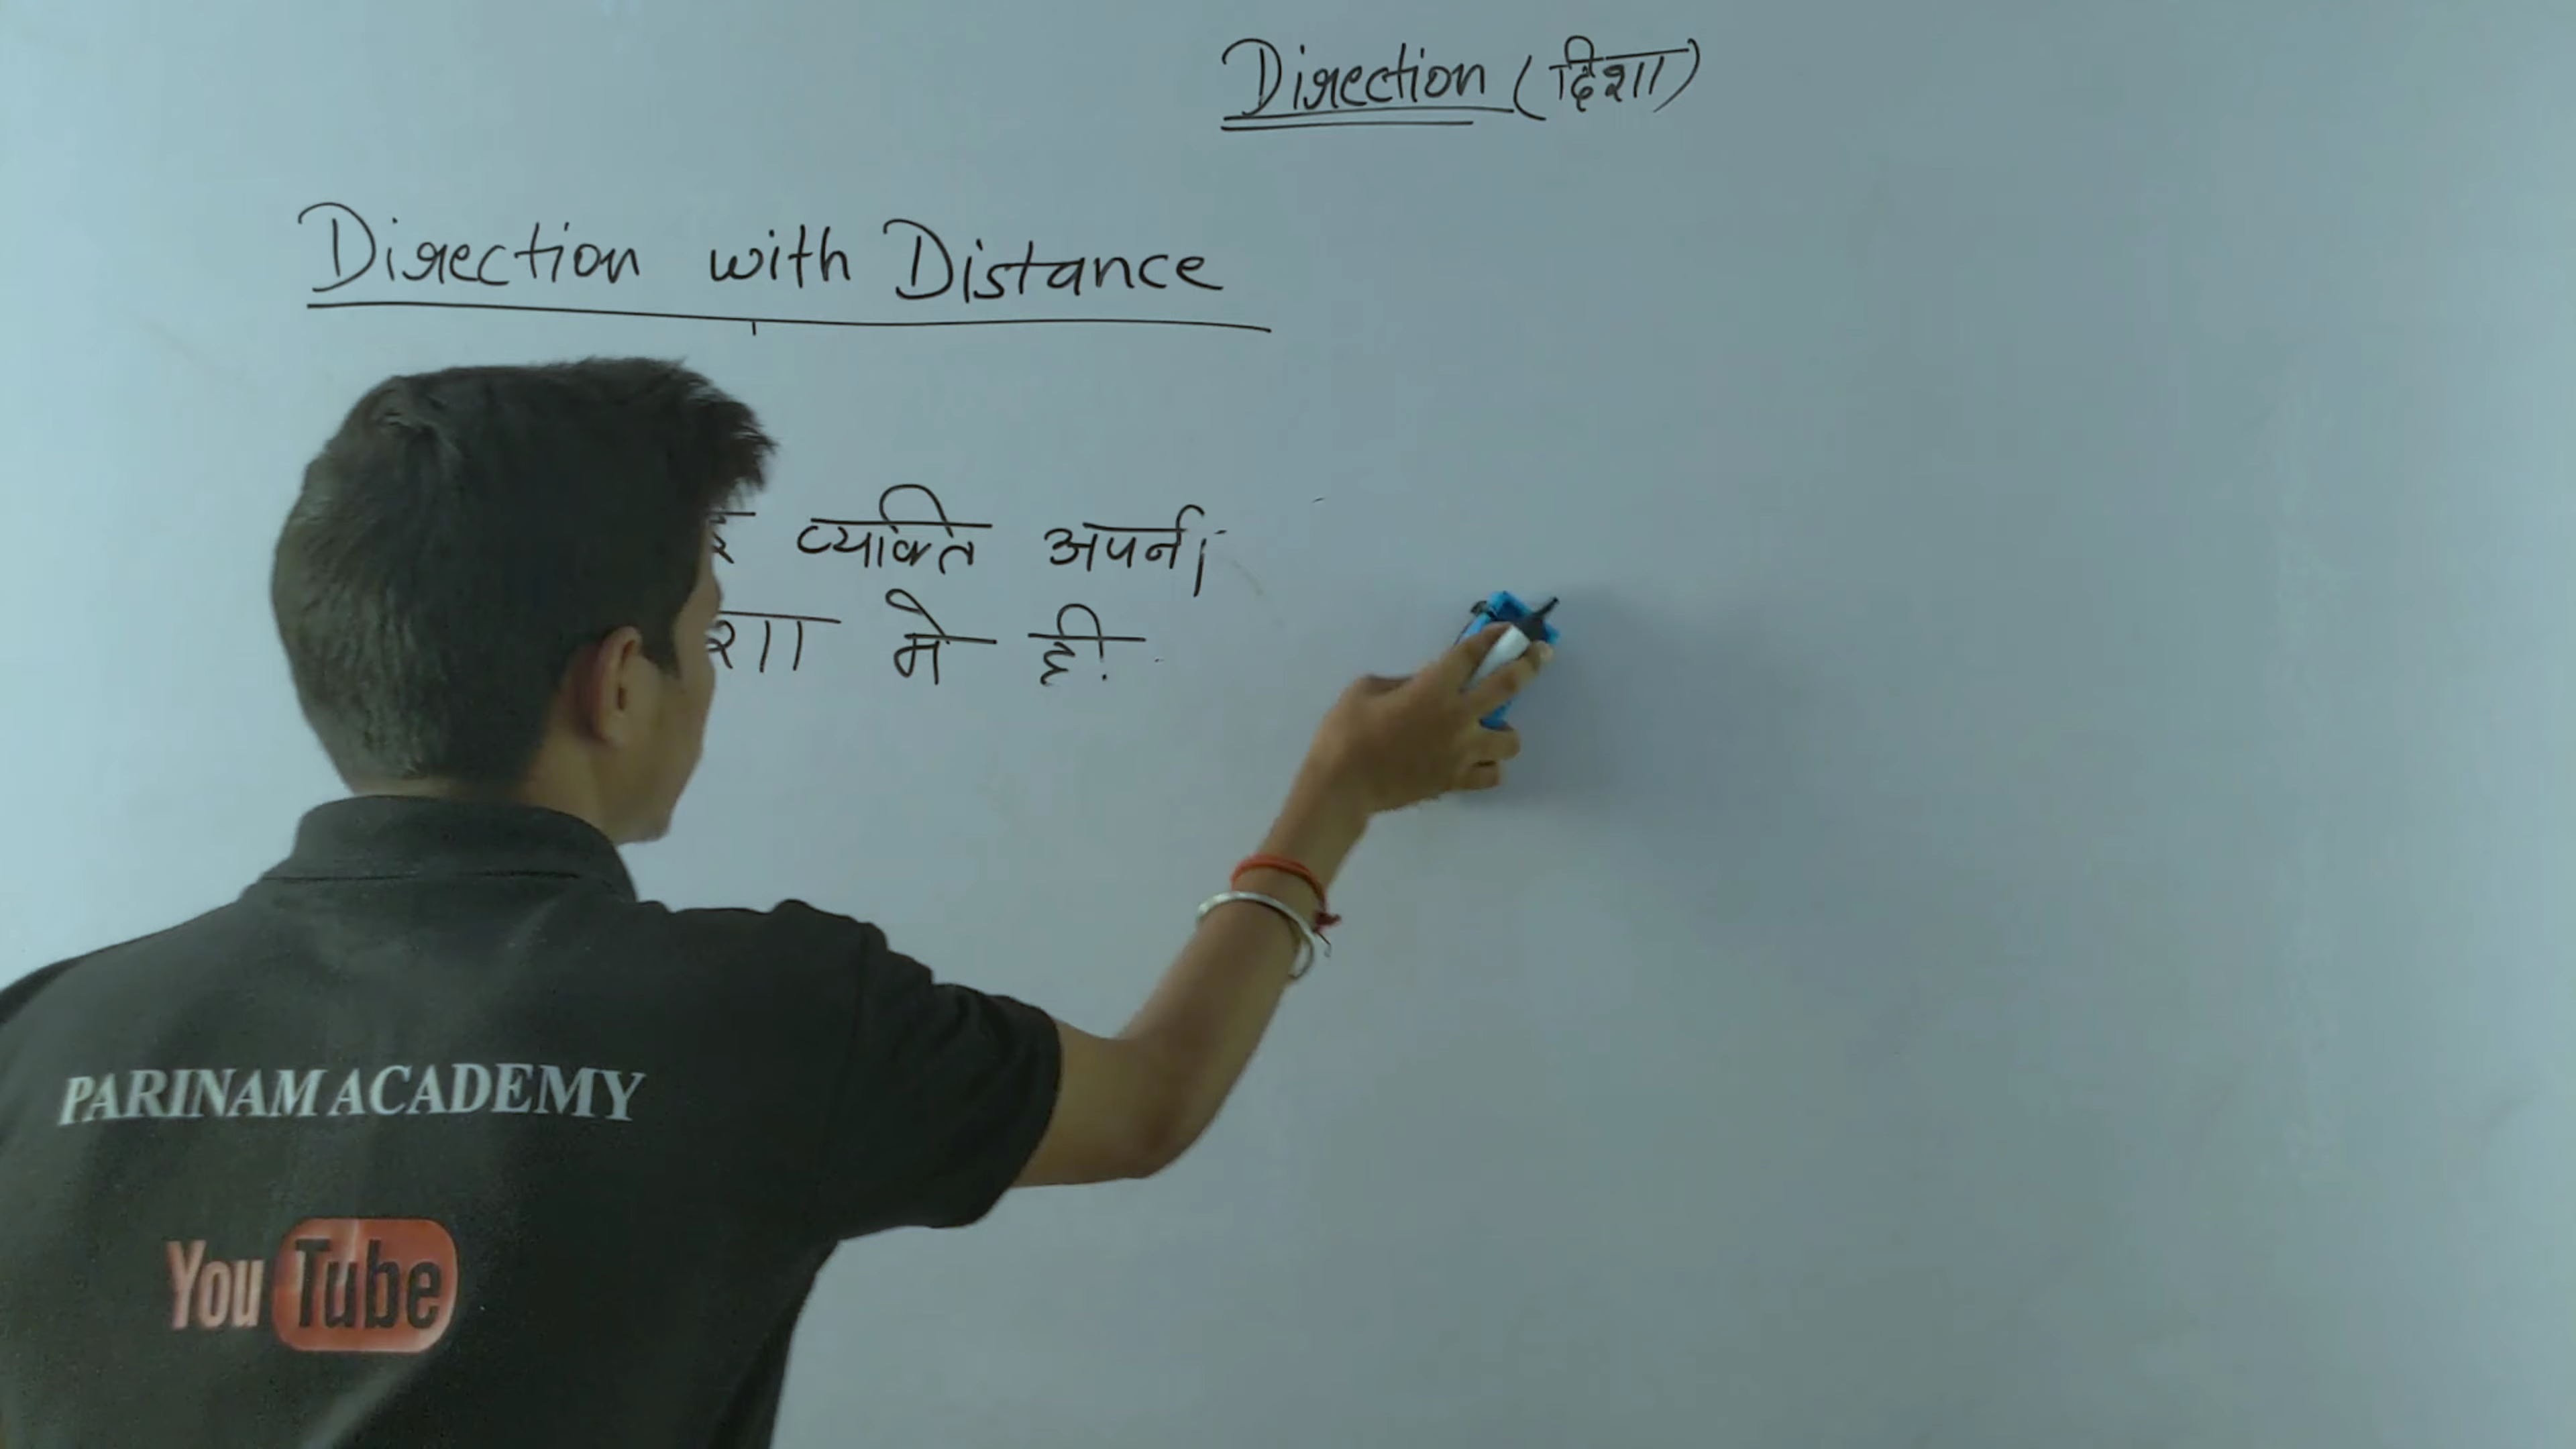 Direction (दिशा)
Direction with Distance
व्यक्ति अपनी
में ही
PARINAM ACADEMY
YouTube